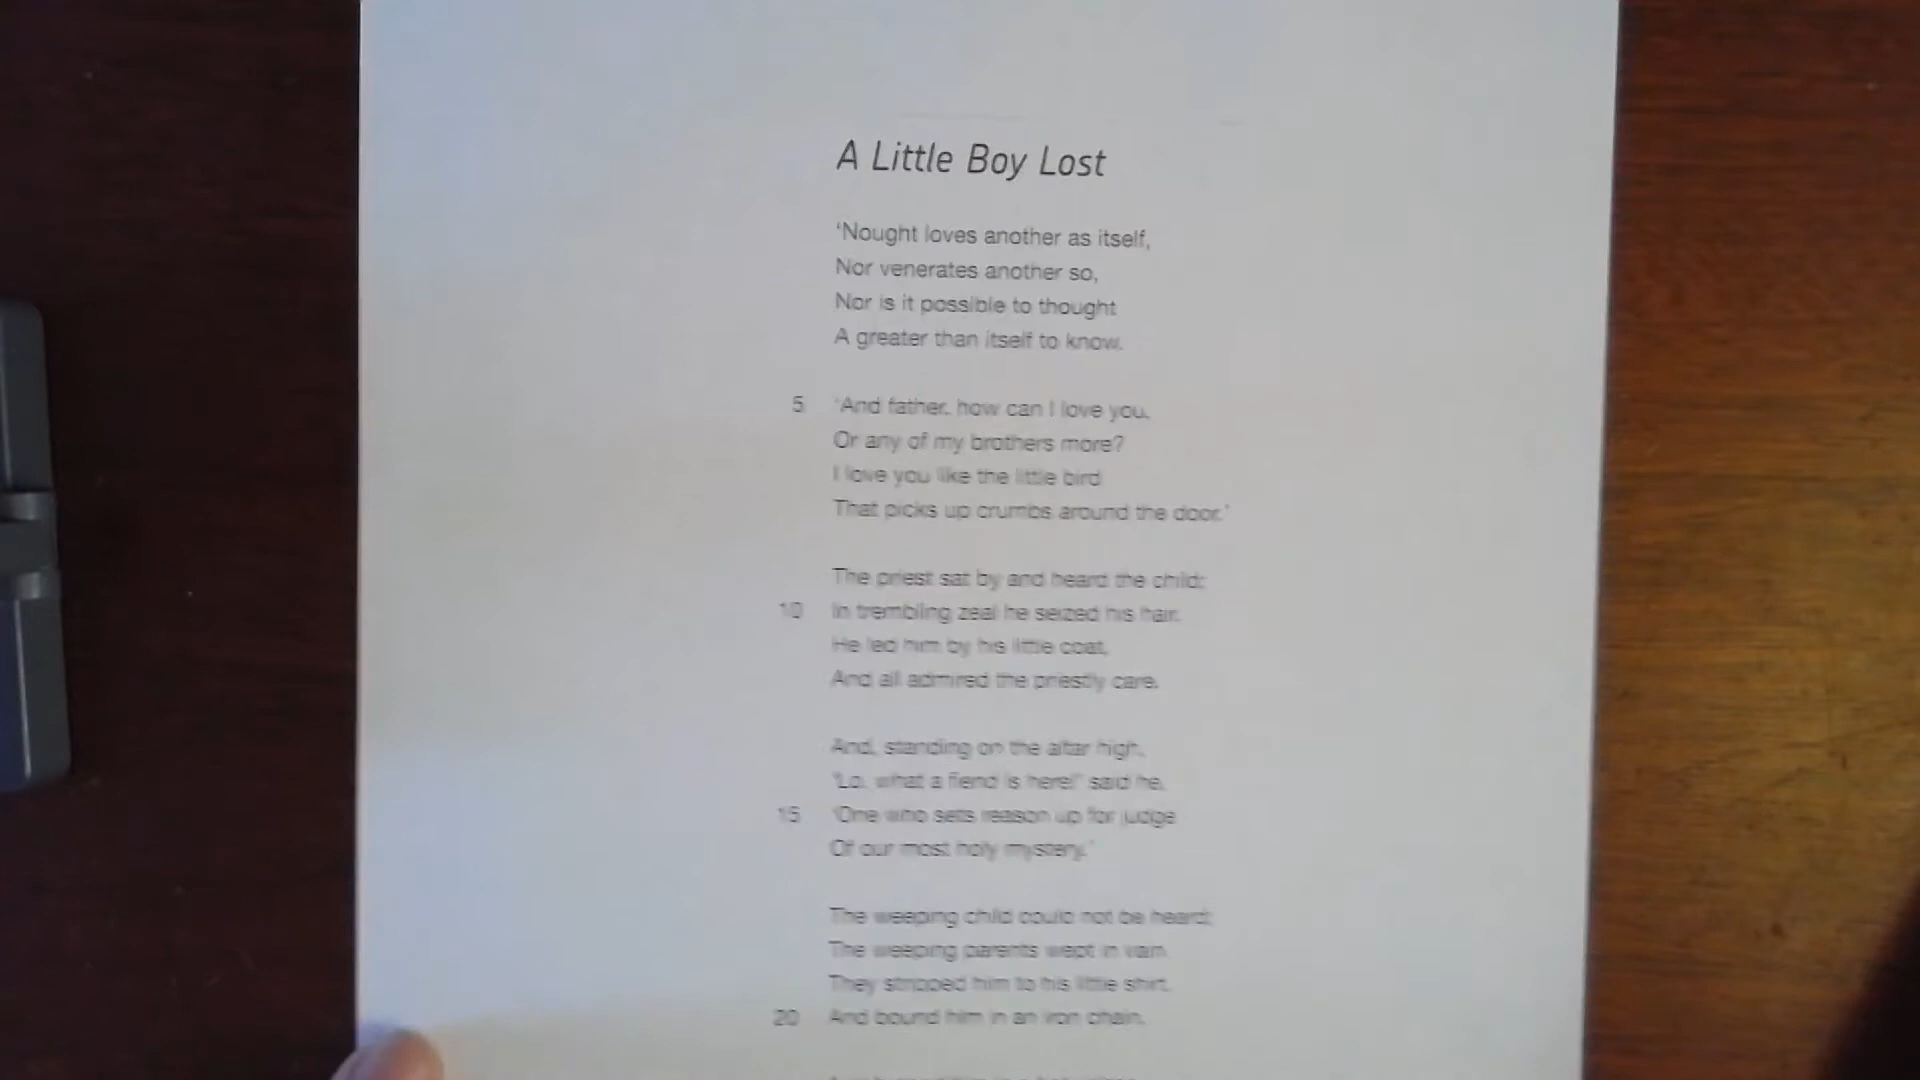 A Little Boy Lost
‘Nought loves another as itself,
Nor venerates another so,
Nor is it possible to thought
A greater than itself to know.
5 ‘And father, how can I love you,
Or any of my brothers more?
I love you like the little bird
That picks up crumbs around the door.’
The priest sat by and heard the child;
10 In trembling zeal he seized his hair,
He led him by his little coat,
And all admired the priestly care.
And, standing on the altar high,
‘Lo, what a fiend is here!’ said he,
15 ‘One who sets reason up for judge
Of our most holy mystery.’
The weeping child could not be heard;
The weeping parents wept in vain
They stripped him to his little shirt,
20 And bound him in an iron chain,